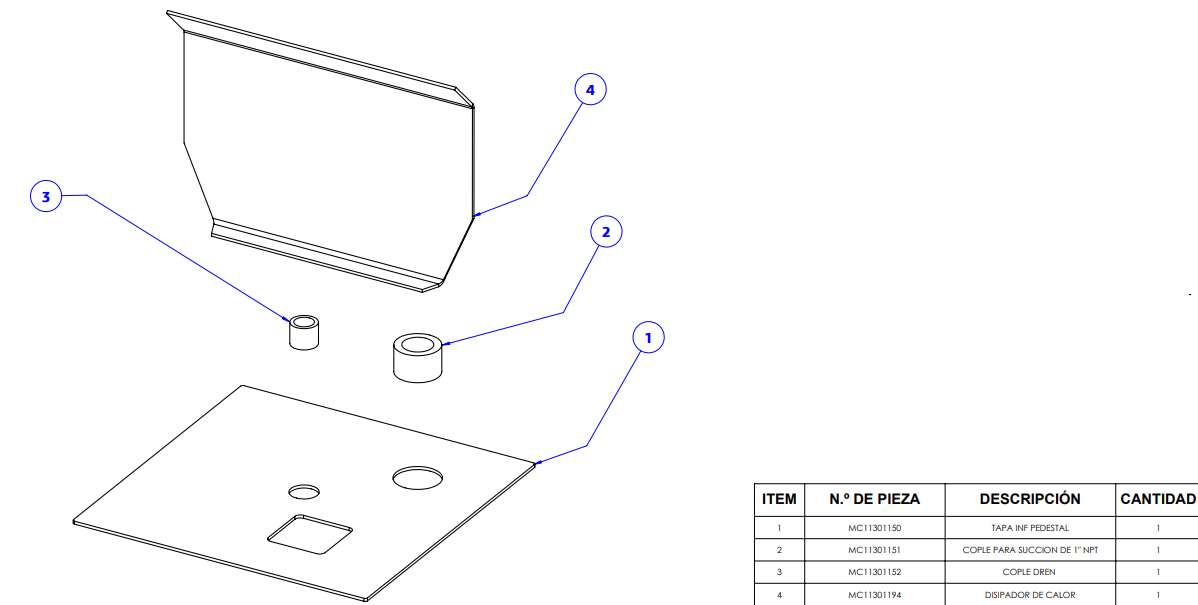 4
3
2
1
ITEM N.º DE PIEZA DESCRIPCIÓN CANTIDAD
1 MC11301150 TAPA INF PEDESTAL 1
2 MC11301151 COPLE PARA SUCCION DE 1" NPT 1
3 MC11301152 COPLE DREN 1
4 MC11301194 DISIPADOR DE CALOR 1